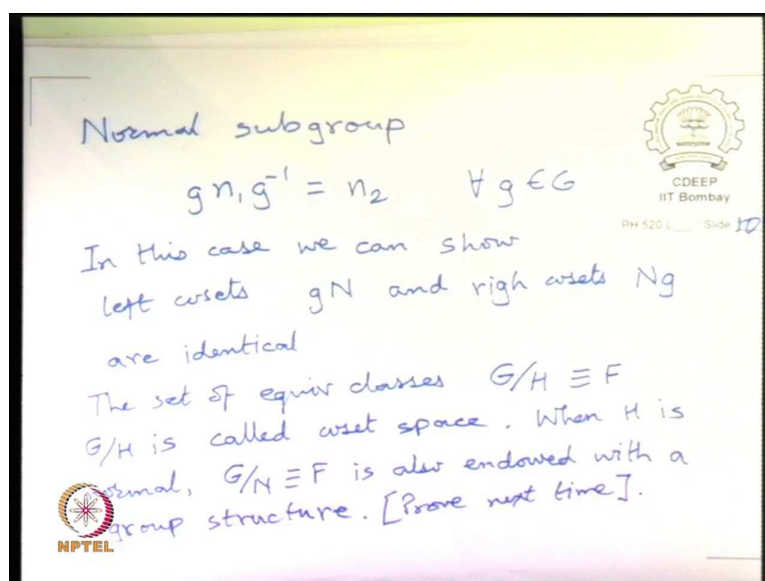 Normal subgroup
g n₁ g⁻¹ = n₂ ∀ g ∈ G
CDEEP
IIT Bombay
PH 520 L___ / Slide 10
In this case we can show
left cosets gN and righ cosets Ng
are identical
The set of equiv classes G/H ≡ F
G/H is called coset space. When H is
normal, G/N ≡ F is also endowed with a
group structure. [Prove next time].
NPTEL